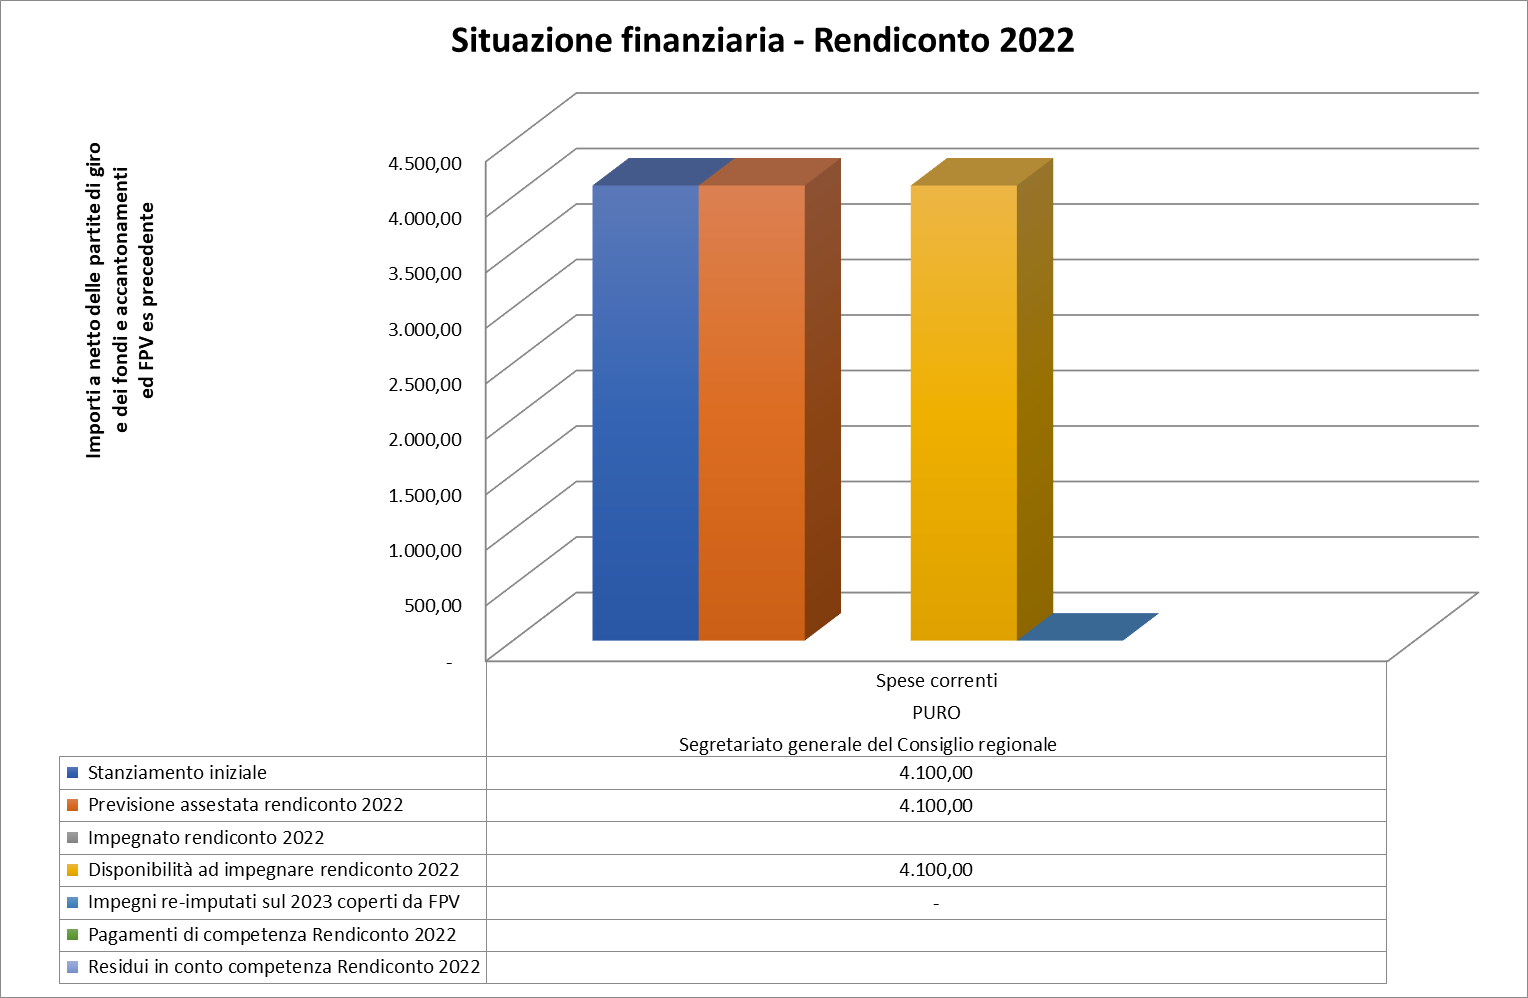 Situazione finanziaria - Rendiconto 2022
Importi a netto delle partite di giro
e dei fondi e accantonamenti
ed FPV es precedente
4.500,00
4.000,00
3.500,00
3.000,00
2.500,00
2.000,00
1.500,00
1.000,00
500,00
-
Spese correnti
PURO
Segretariato generale del Consiglio regionale
Stanziamento iniziale 4.100,00
Previsione assestata rendiconto 2022 4.100,00
Impegnato rendiconto 2022
Disponibilità ad impegnare rendiconto 2022 4.100,00
Impegni re-imputati sul 2023 coperti da FPV -
Pagamenti di competenza Rendiconto 2022
Residui in conto competenza Rendiconto 2022